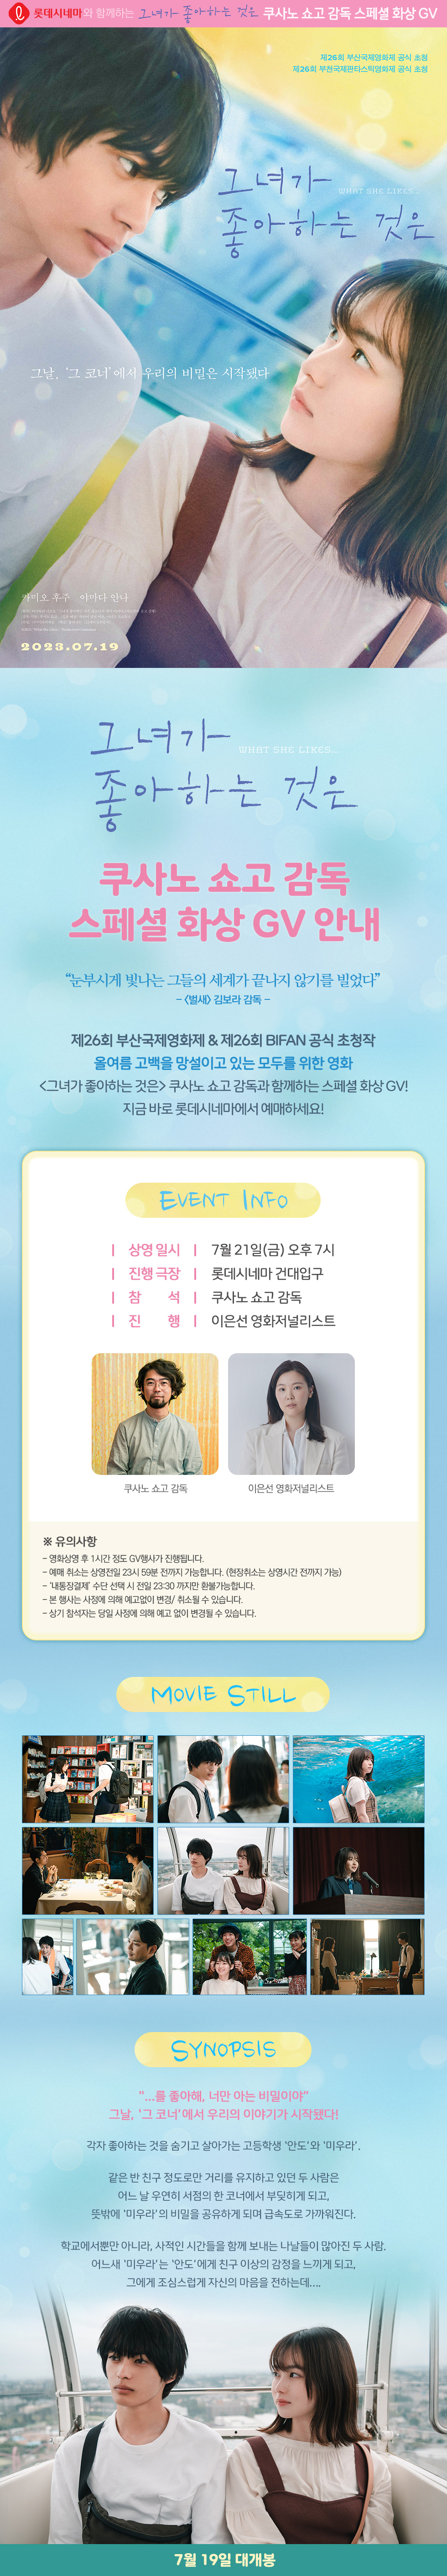 롯데시네마와 함께하는 그녀가 좋아하는 것은 쿠사노 쇼고 감독 스페셜 화상 GV
제26회 부산국제영화제 공식 초청
제26회 부천국제판타스틱영화제 공식 초청
그녀가
WHAT SHE LIKES...
좋아하는 것은
그날, '그 코너'에서 우리의 비밀은 시작됐다
카미오 후주 야마다 안나
2023.07.19
그녀가
WHAT SHE LIKES...
좋아하는 것은
쿠사노 쇼고 감독
스페셜 화상 GV 안내
“눈부시게 빛나는 그들의 세계가 끝나지 않기를 빌었다”
- <벌새> 김보라 감독 -
제26회 부산국제영화제 & 제26회 BIFAN 공식 초청작
올여름 고백을 망설이고 있는 모두를 위한 영화
<그녀가 좋아하는 것은> 쿠사노 쇼고 감독과 함께하는 스페셜 화상 GV!
지금 바로 롯데시네마에서 예매하세요!
EVENT INFO
| 상영 일시 | 7월 21일(금) 오후 7시
| 진행 극장 | 롯데시네마 건대입구
| 참 석 | 쿠사노 쇼고 감독
| 진 행 | 이은선 영화저널리스트
쿠사노 쇼고 감독
이은선 영화저널리스트
※ 유의사항
- 영화상영 후 1시간 정도 GV행사가 진행됩니다.
- 예매 취소는 상영전일 23시 59분 전까지 가능합니다. (현장취소는 상영시간 전까지 가능)
- '내통장결제' 수단 선택 시 전일 23:30 까지만 환불가능합니다.
- 본 행사는 사정에 의해 예고없이 변경/ 취소될 수 있습니다.
- 상기 참석자는 당일 사정에 의해 예고 없이 변경될 수 있습니다.
MOVIE STILL
SYNOPSIS
"...를 좋아해, 너만 아는 비밀이야"
그날, '그 코너'에서 우리의 이야기가 시작됐다!
각자 좋아하는 것을 숨기고 살아가는 고등학생 '안도'와 '미우라'.
같은 반 친구 정도로만 거리를 유지하고 있던 두 사람은
어느 날 우연히 서점의 한 코너에서 부딪히게 되고,
뜻밖에 '미우라'의 비밀을 공유하게 되며 급속도로 가까워진다.
학교에서뿐만 아니라, 사적인 시간들을 함께 보내는 나날들이 많아진 두 사람.
어느새 '미우라'는 '안도'에게 친구 이상의 감정을 느끼게 되고,
그에게 조심스럽게 자신의 마음을 전하는데....
7월 19일 대개봉